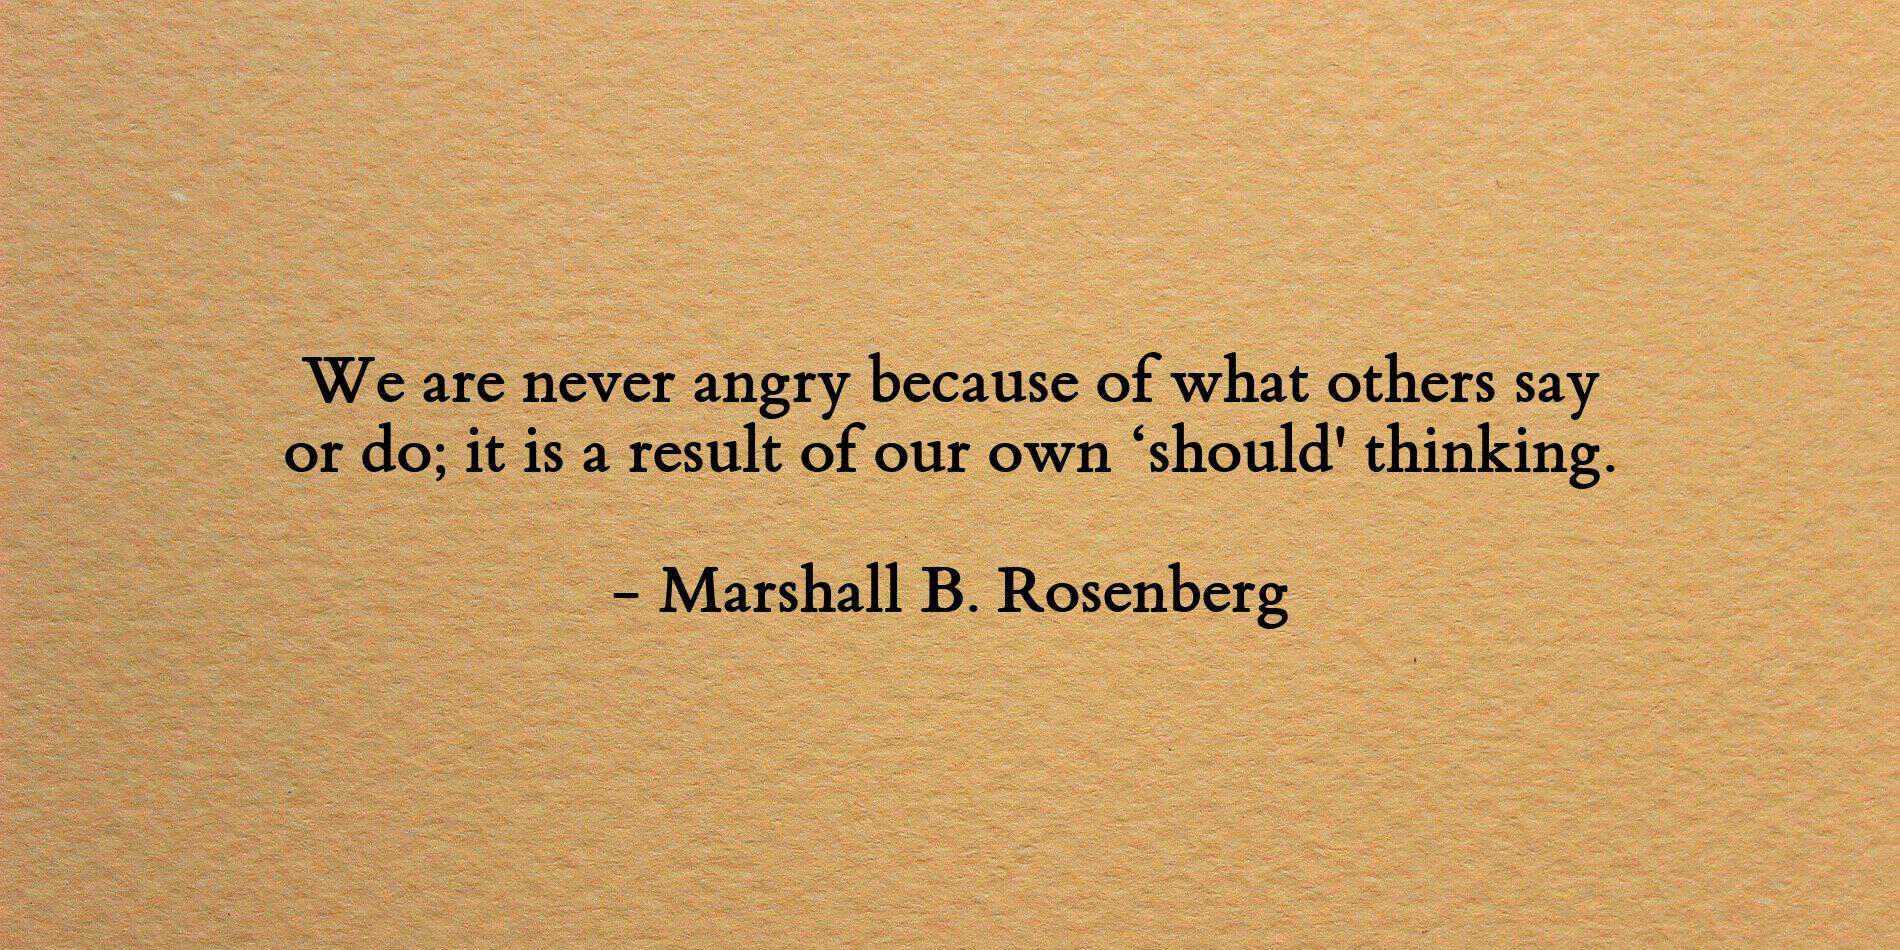 We are never angry because of what others say
or do; it is a result of our own ‘should' thinking.
– Marshall B. Rosenberg